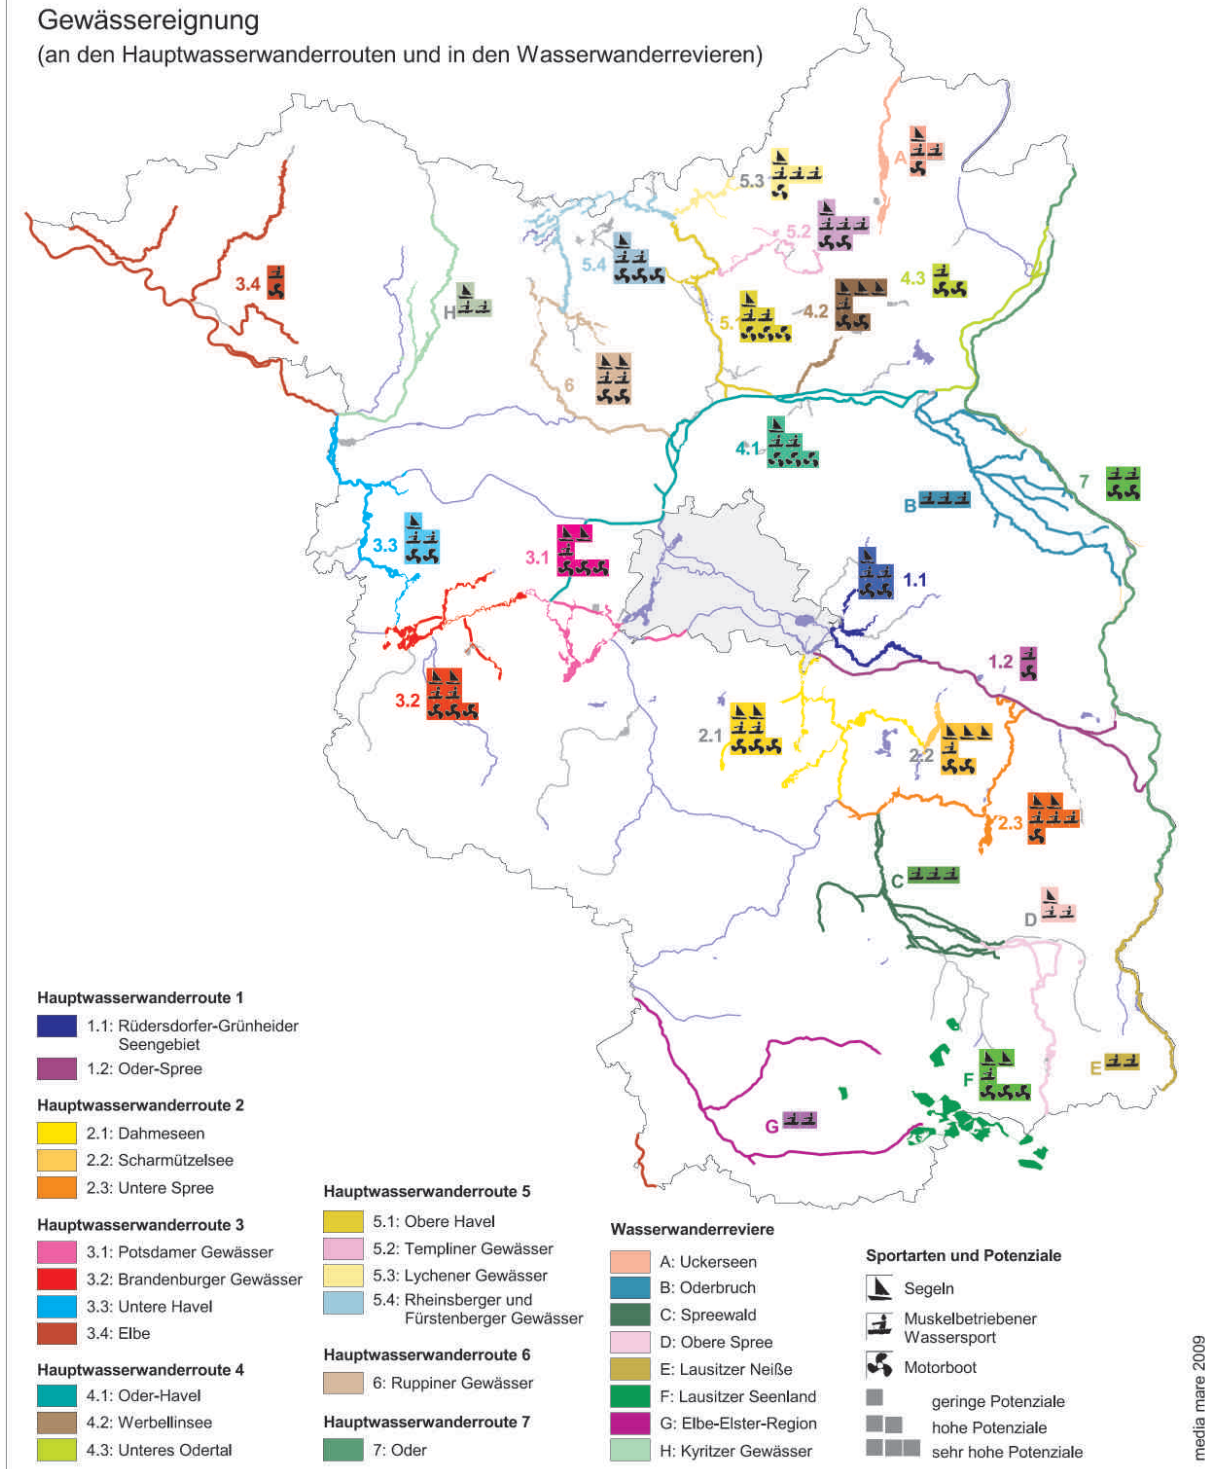 Gewässereignung
(an den Hauptwasserwanderrouten und in den Wasserwanderrevieren)
A
5.3
5.2
5.4
3.4
4.3
H
5.1
4.2
6
4.1
7
B
3.3
3.1
1.1
1.2
3.2
2.1
2.2
2.3
C
D
F
E
G
Hauptwasserwanderroute 1
1.1: Rüdersdorfer-Grünheider
Seengebiet
1.2: Oder-Spree
Hauptwasserwanderroute 2
2.1: Dahmeseen
2.2: Scharmützelsee
2.3: Untere Spree
Hauptwasserwanderroute 3
3.1: Potsdamer Gewässer
3.2: Brandenburger Gewässer
3.3: Untere Havel
3.4: Elbe
Hauptwasserwanderroute 4
4.1: Oder-Havel
4.2: Werbellinsee
4.3: Unteres Odertal
Hauptwasserwanderroute 5
5.1: Obere Havel
5.2: Templiner Gewässer
5.3: Lychener Gewässer
5.4: Rheinsberger und
Fürstenberger Gewässer
Hauptwasserwanderroute 6
6: Ruppiner Gewässer
Hauptwasserwanderroute 7
7: Oder
Wasserwanderreviere
A: Uckerseen
B: Oderbruch
C: Spreewald
D: Obere Spree
E: Lausitzer Neiße
F: Lausitzer Seenland
G: Elbe-Elster-Region
H: Kyritzer Gewässer
Sportarten und Potenziale
Segeln
Muskelbetriebener
Wassersport
Motorboot
geringe Potenziale
hohe Potenziale
sehr hohe Potenziale
media mare 2009